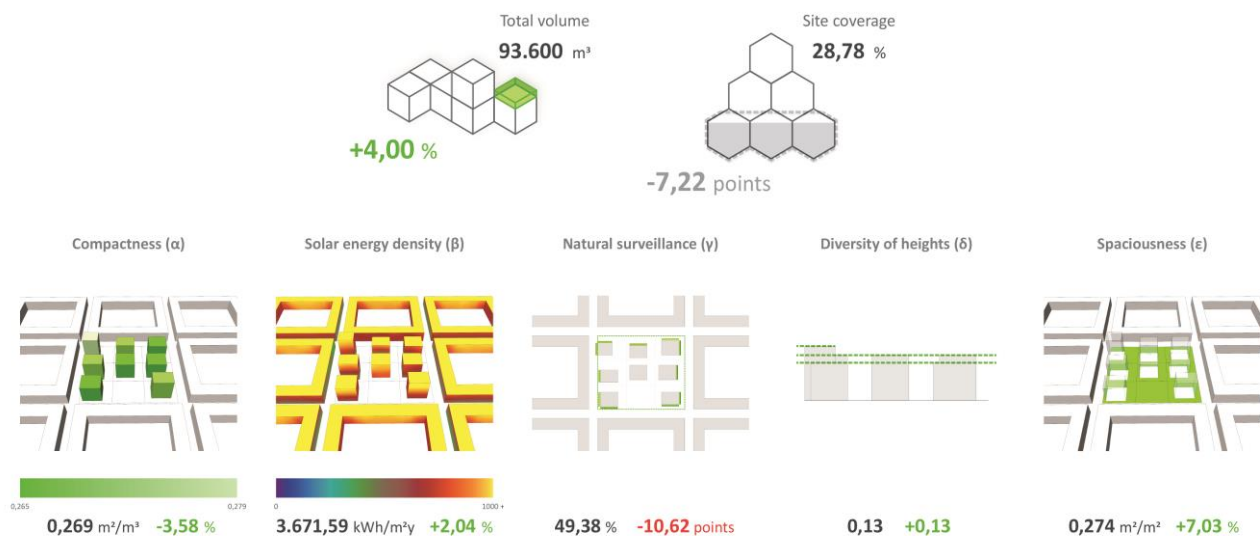 Total volume
93.600 m³
+4,00 %
Site coverage
28,78 %
-7,22 points
Compactness (α)
Solar energy density (β)
Natural surveillance (γ)
Diversity of heights (δ)
Spaciousness (ε)
0,265
0,279
0
1000 +
0,269 m²/m³ -3,58 %
3.671,59 kWh/m²y +2,04 %
49,38 % -10,62 points
0,13 +0,13
0,274 m²/m² +7,03 %